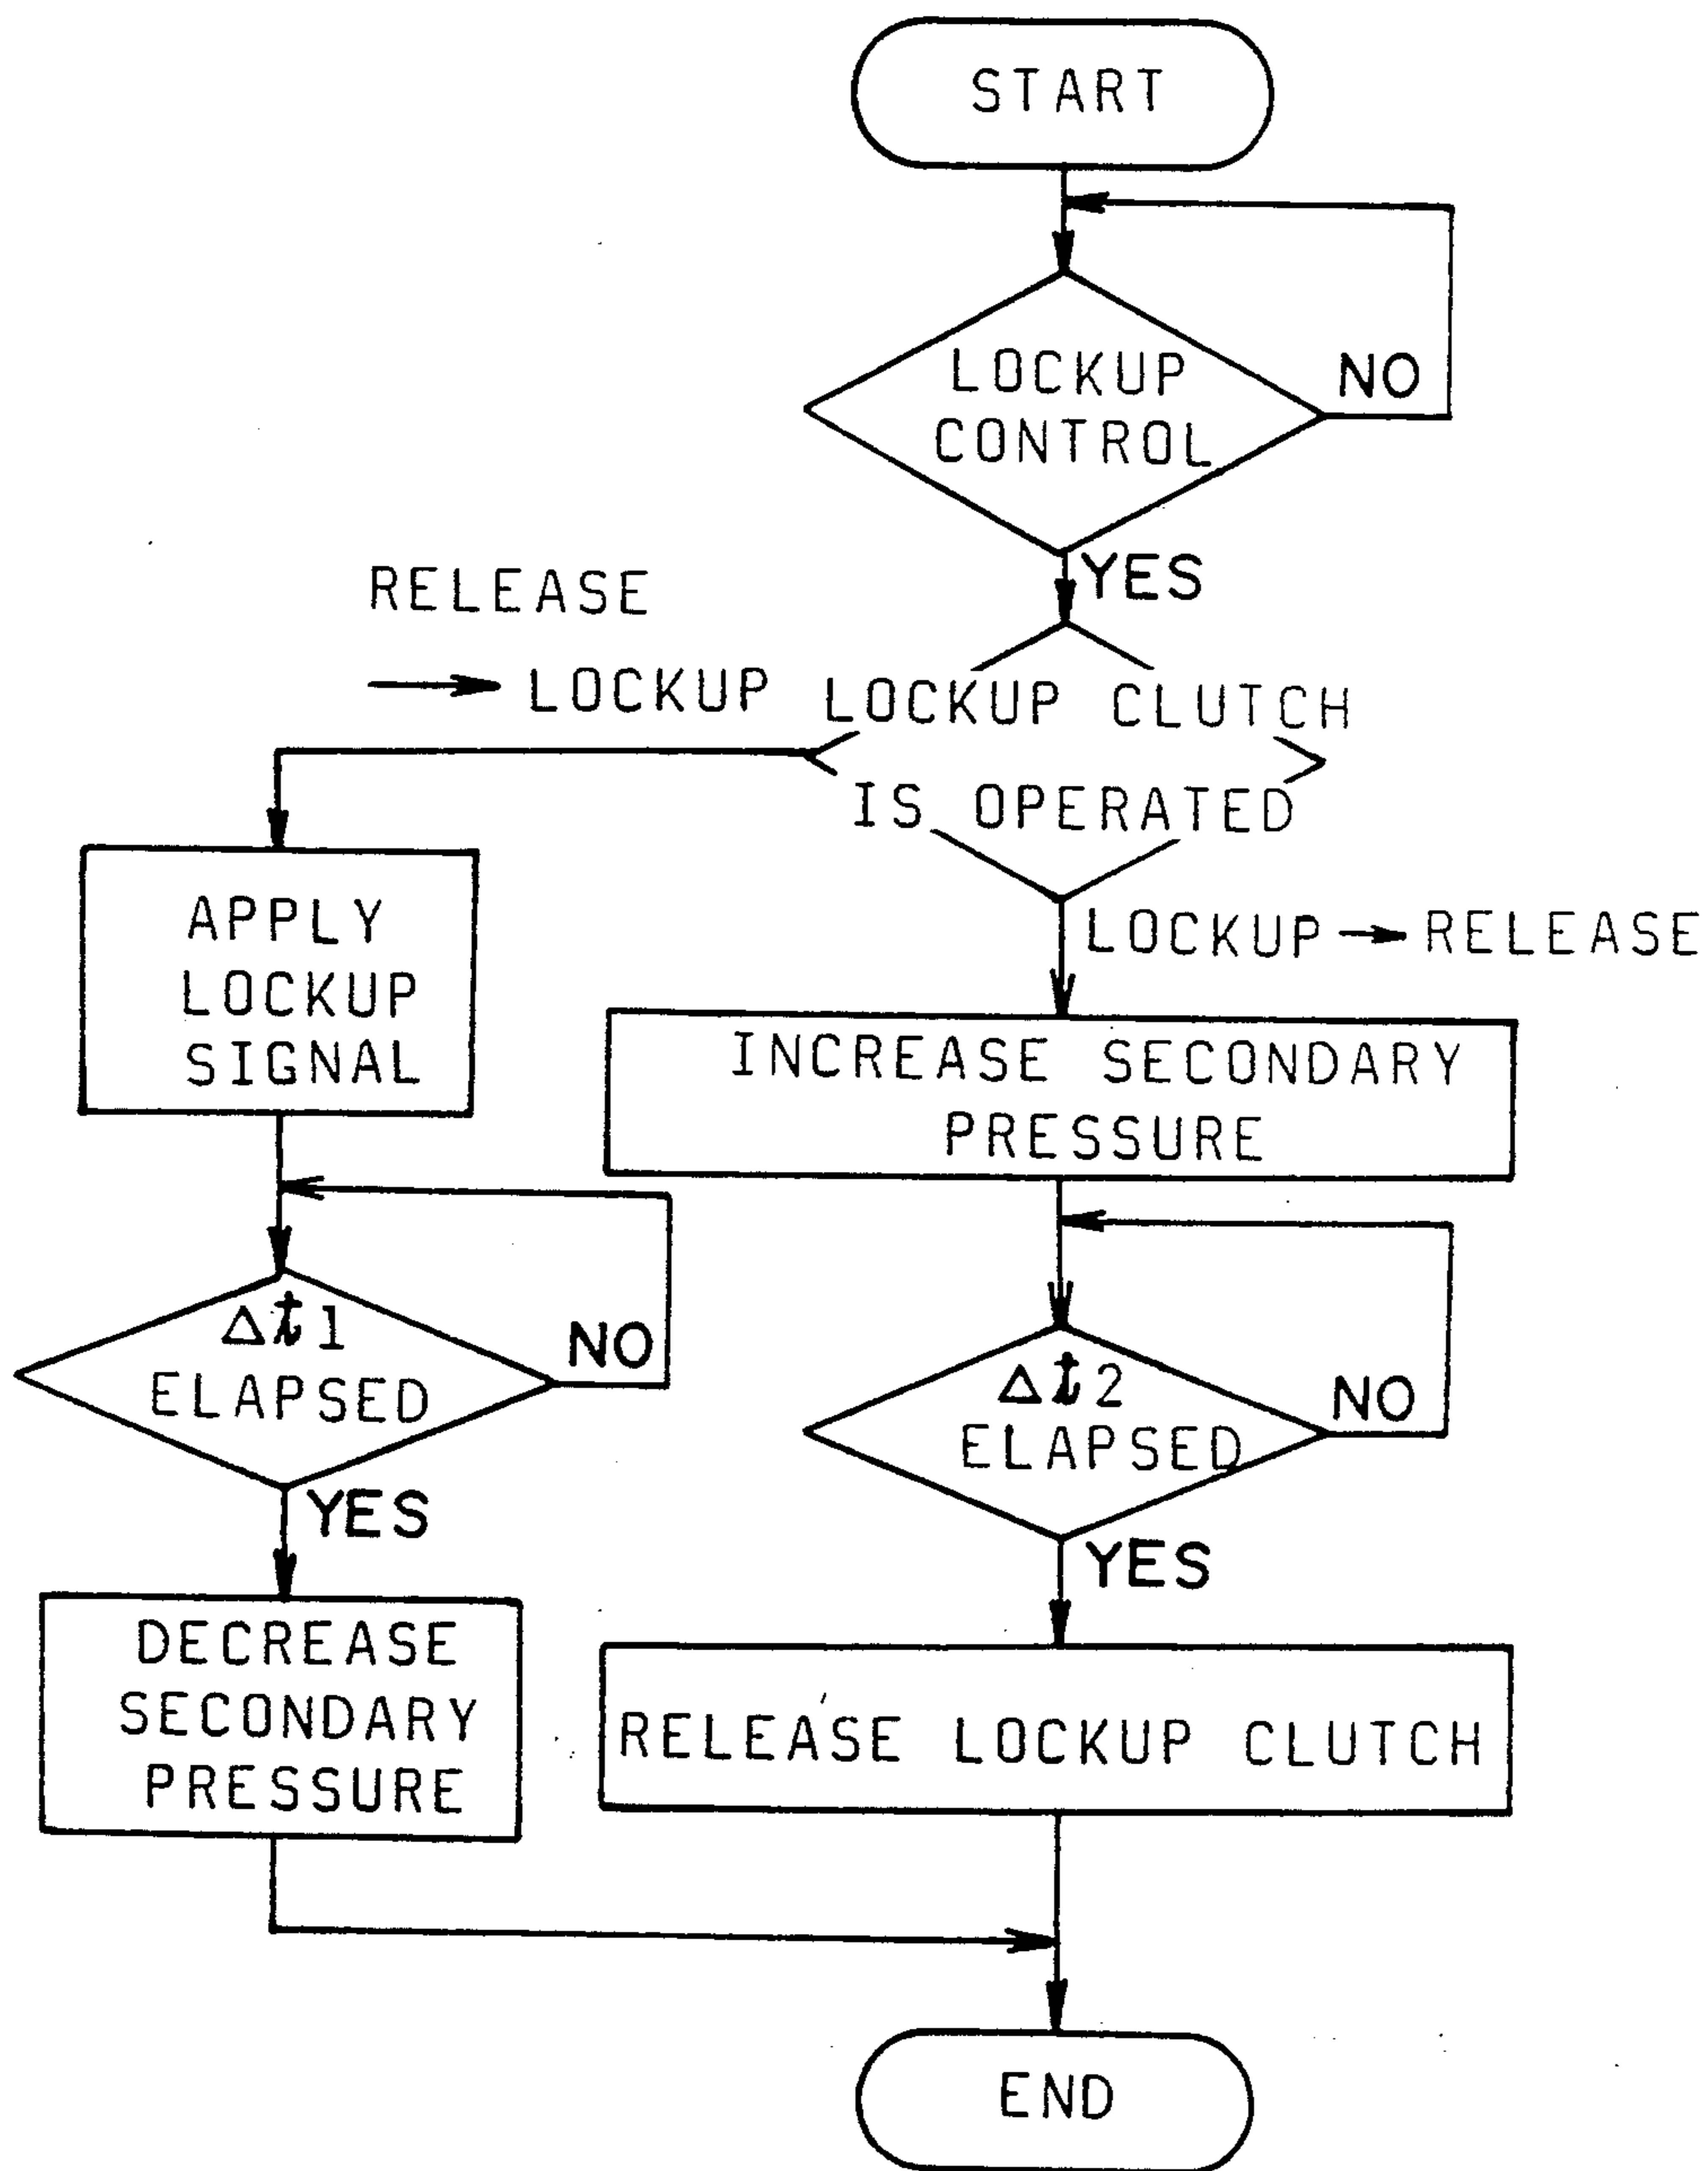 START
LOCKUP
CONTROL
NO
YES
RELEASE
→ LOCKUP
LOCKUP CLUTCH
IS OPERATED
LOCKUP → RELEASE
APPLY
LOCKUP
SIGNAL
INCREASE SECONDARY
PRESSURE
Δt1
ELAPSED
NO
YES
Δt2
ELAPSED
NO
YES
DECREASE
SECONDARY
PRESSURE
RELEASE LOCKUP CLUTCH
END